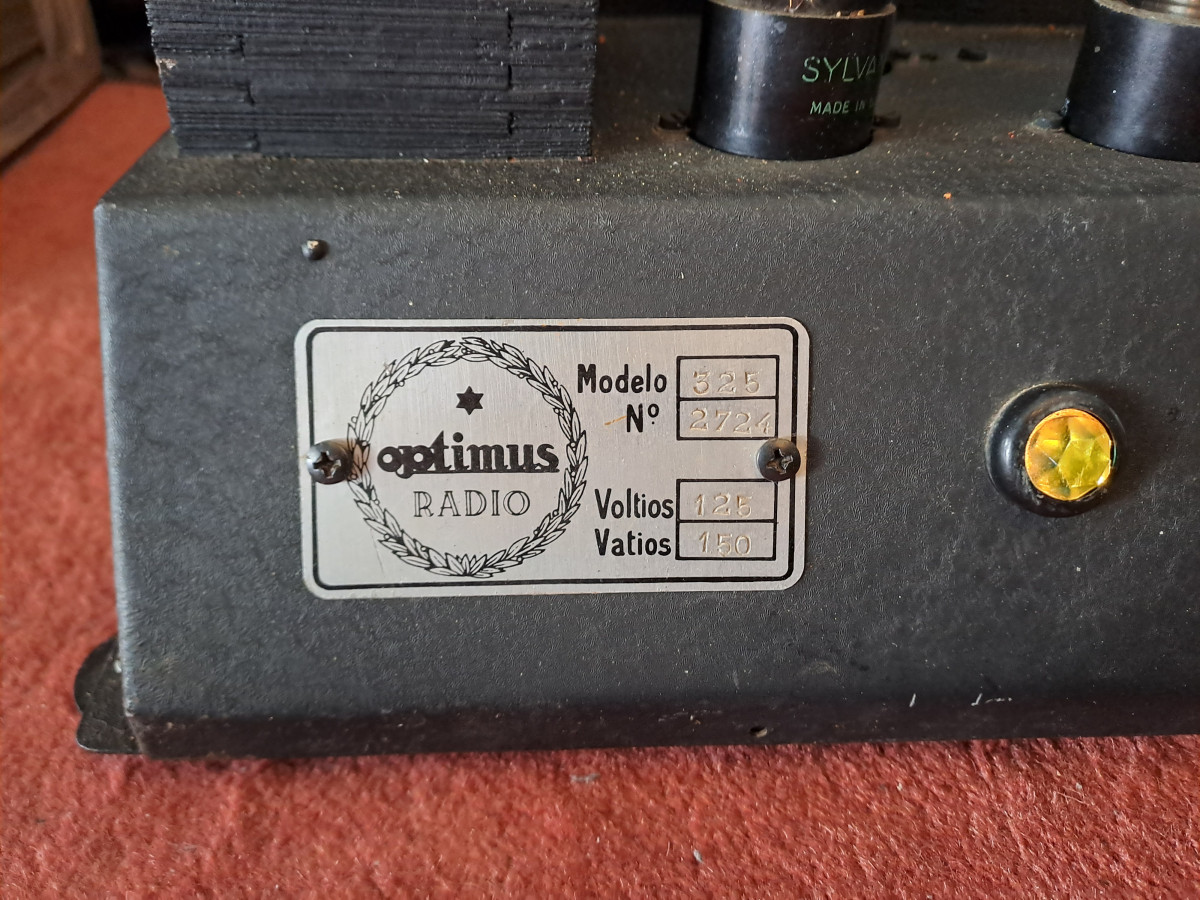 SYLVA
MADE IN
optimus
RADIO
Modelo 325
Nº 2724
Voltios 125
Vatios 150